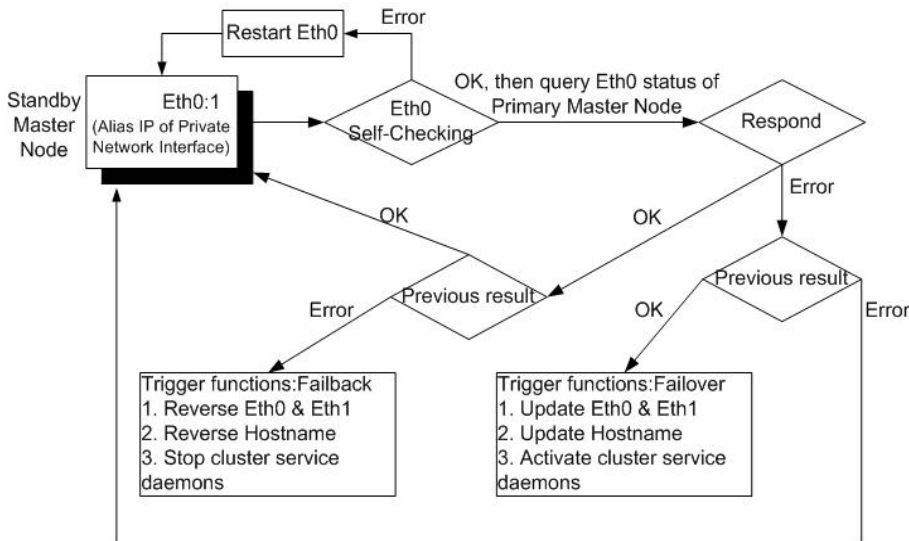 Error
Restart Eth0
Standby
Master
Node
Eth0:1
(Alias IP of Private
Network Interface)
Eth0
Self-Checking
OK, then query Eth0 status of
Primary Master Node
Respond
Error
OK
OK
Previous result
Previous result
Error
OK
Error
Trigger functions:Failback
1. Reverse Eth0 & Eth1
2. Reverse Hostname
3. Stop cluster service
daemons
Trigger functions:Failover
1. Update Eth0 & Eth1
2. Update Hostname
3. Activate cluster service
daemons